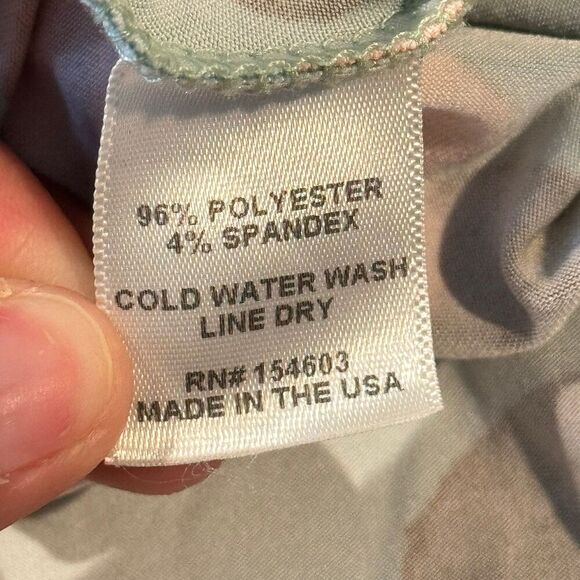 96% POLYESTER
4% SPANDEX
COLD WATER WASH
LINE DRY
RN# 154603
MADE IN THE USA